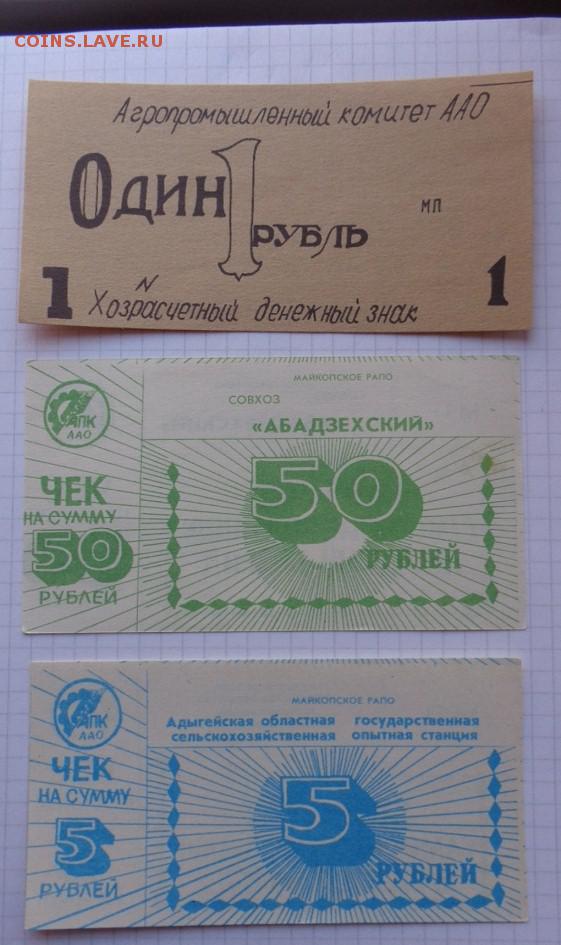 COINS.LAVE.RU
Агропромышленный комитет ААО
Один 1 рубль
МП
1 N 1
Хозрасчетный денежный знак
МАЙКОПСКОЕ РАПО
СОВХОЗ
«АБАДЗЕХСКИЙ»
АПК
ААО
ЧЕК
НА СУММУ
50
РУБЛЕЙ
50
РУБЛЕЙ
МАЙКОПСКОЕ РАПО
Адыгейская областная государственная
сельскохозяйственная опытная станция
АПК
ААО
ЧЕК
НА СУММУ
5
РУБЛЕЙ
5
РУБЛЕЙ